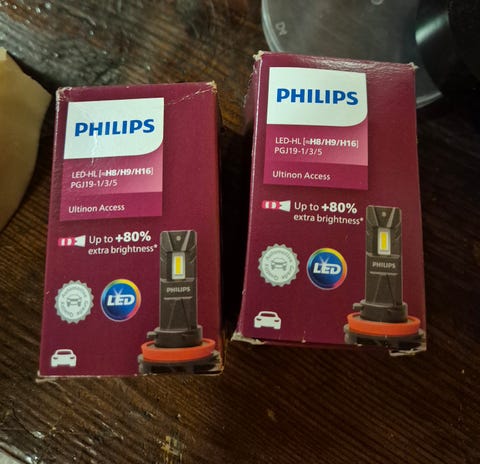 PHILIPS
LED-HL [≈H8/H9/H16]
PGJ19-1/3/5
Ultinon Access
Up to +80%
extra brightness*
LED
PHILIPS
LED-HL [≈H8/H9/H16]
PGJ19-1/3/5
Ultinon Access
Up to +80%
extra brightness*
LED
PHILIPS